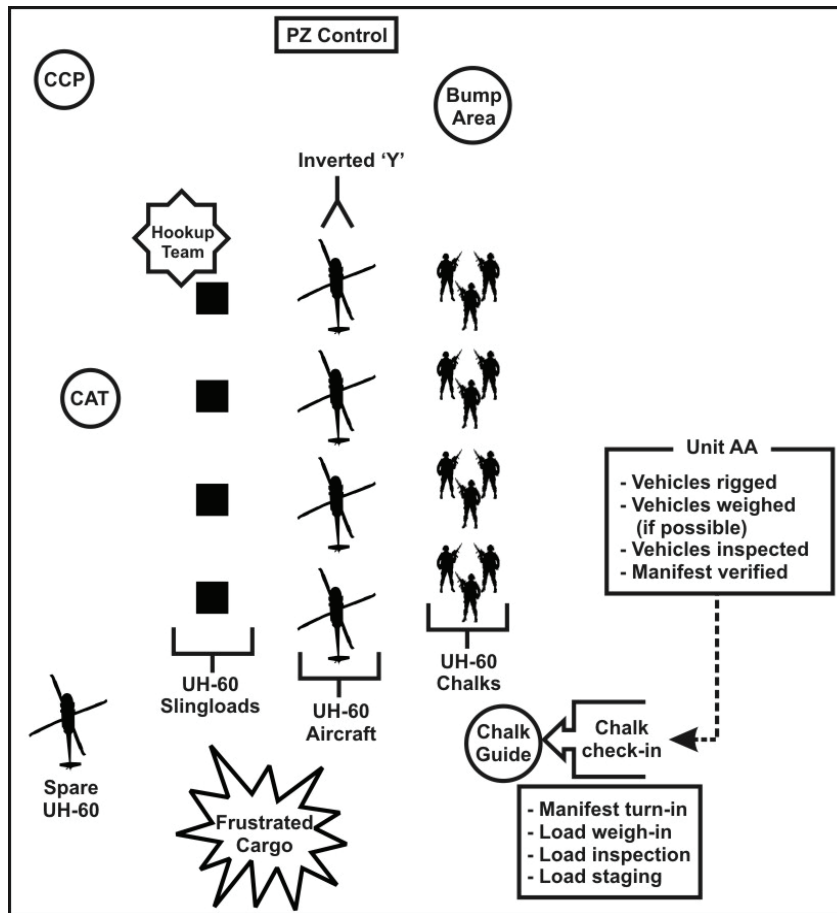 PZ Control
CCP
Bump
Area
Inverted ‘Y’
Hookup
Team
CAT
Unit AA
- Vehicles rigged
- Vehicles weighed
(if possible)
- Vehicles inspected
- Manifest verified
UH-60
Slingloads
UH-60
Aircraft
UH-60
Chalks
Spare
UH-60
Frustrated
Cargo
Chalk
Guide
Chalk
check-in
- Manifest turn-in
- Load weigh-in
- Load inspection
- Load staging